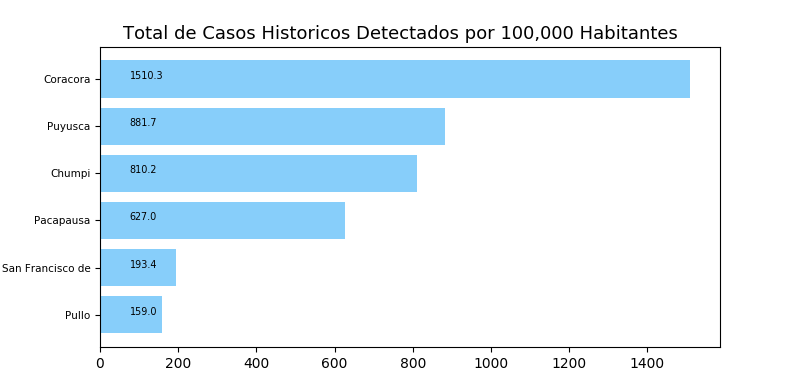 Total de Casos Historicos Detectados por 100,000 Habitantes
Coracora 1510.3
Puyusca 881.7
Chumpi 810.2
Pacapausa 627.0
San Francisco de 193.4
Pullo 159.0
0 200 400 600 800 1000 1200 1400